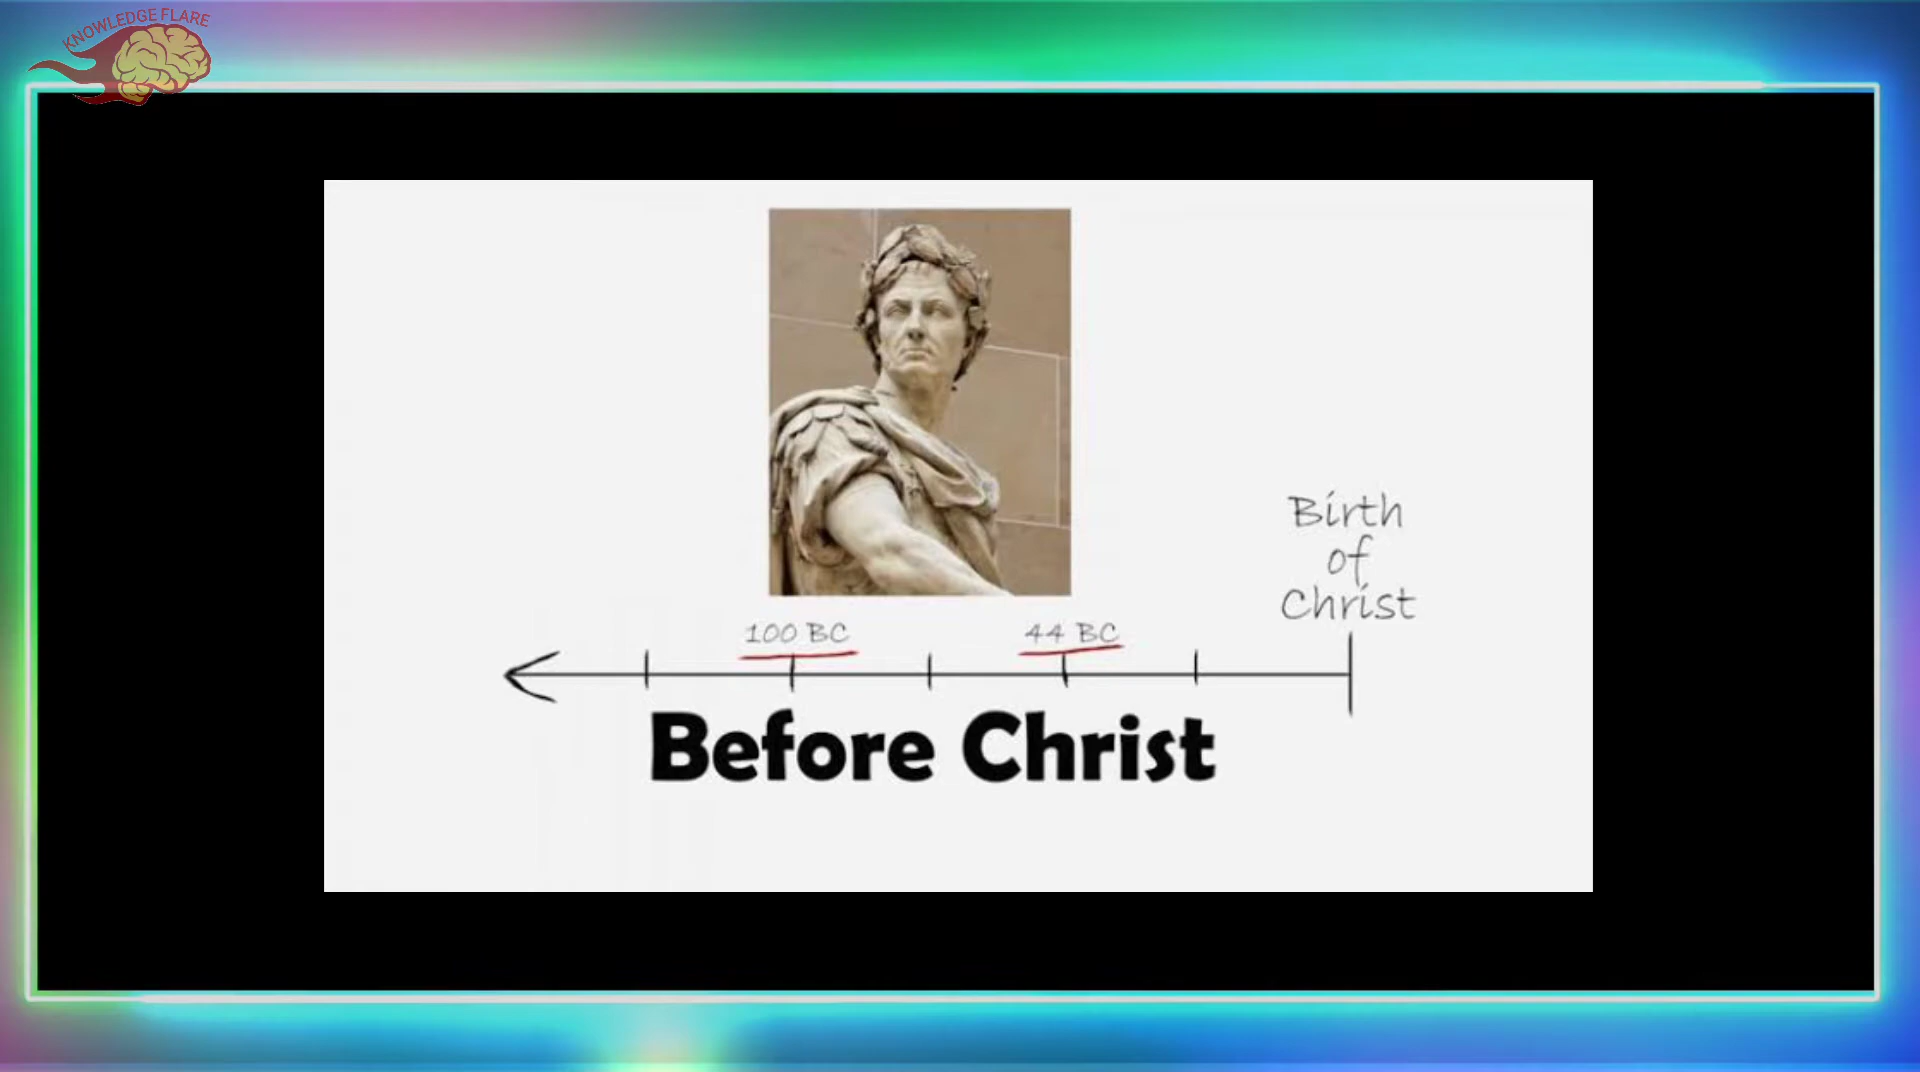 KNOWLEDGE FLARE
Birth
of
Christ
100 BC
44 BC
Before Christ